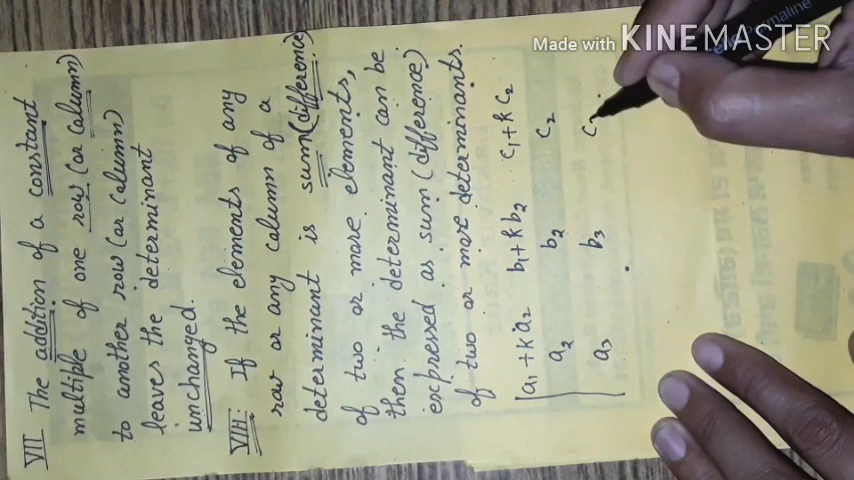 VII The addition of a constant
multiple of one row (or column)
to another row (or column)
leaves the determinant
unchanged.
VIII: If the elements of any
row or any column of a
determinant is sum (difference)
of two or more elements,
then the determinant can be
expressed as sum (difference)
of two or more determinants.
a₁ + ka₂ b₁ + kb₂ c₁ + kc₂
a₂ b₂ c₂
a₃ b₃ c
Made with KINEMASTER